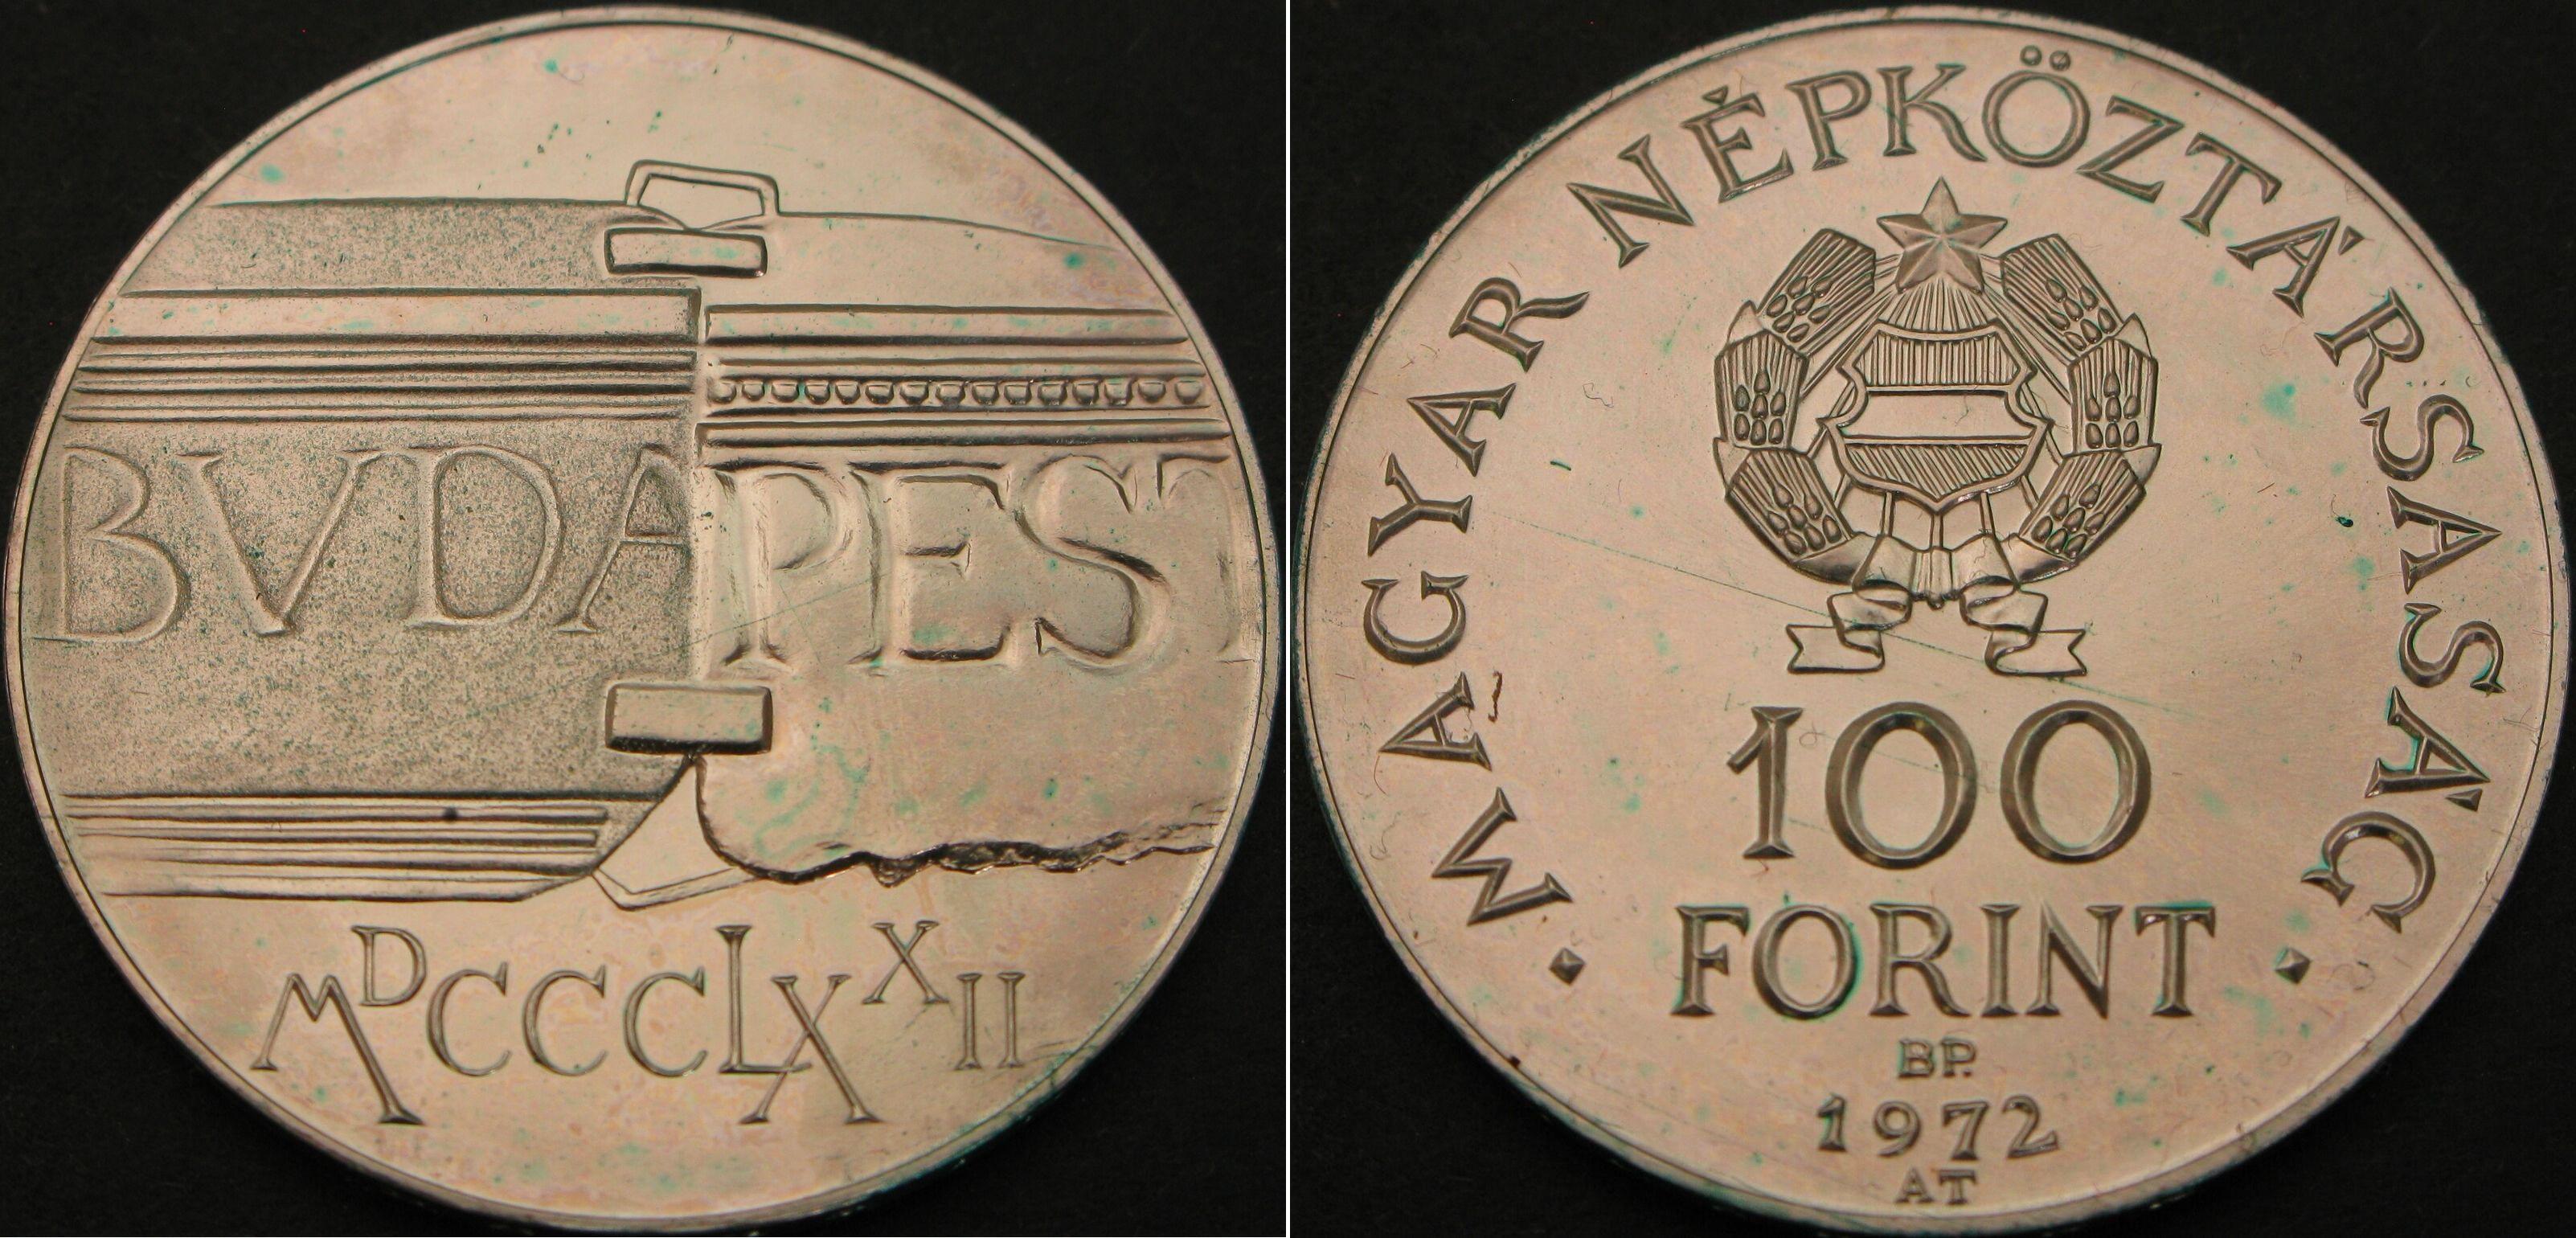 BVDAPEST
MDCCCLXXII
MAGYAR NÉPKÖZTÁRSASÁG
100
FORINT
BP.
1972
AT